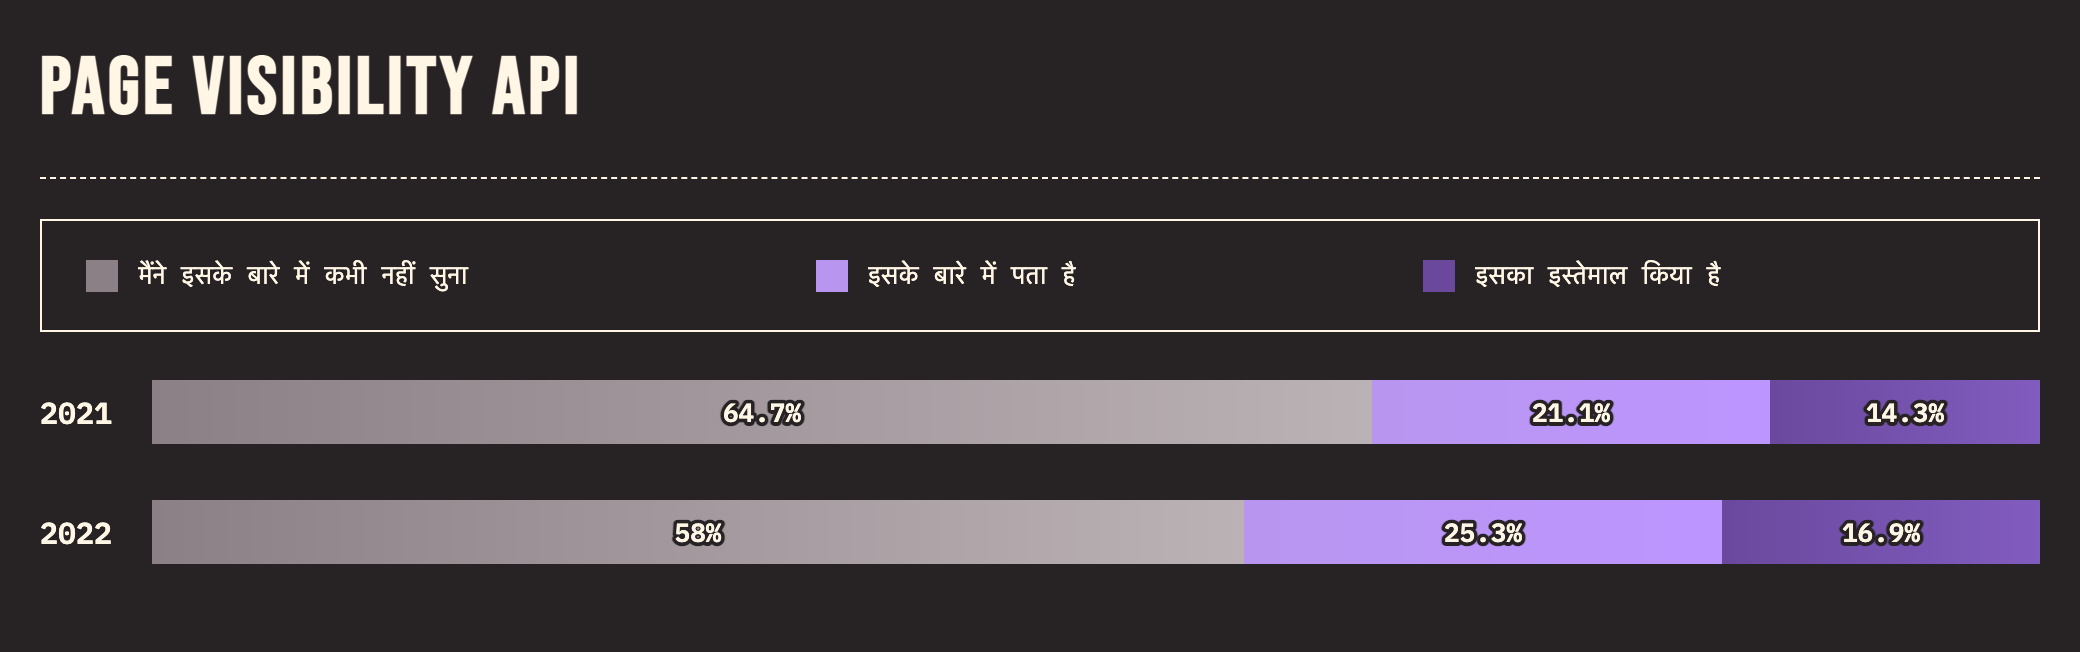 PAGE VISIBILITY API
मैंने इसके बारे में कभी नहीं सुना
इसके बारे में पता है
इसका इस्तेमाल किया है
2021 64.7% 21.1% 14.3%
2022 58% 25.3% 16.9%